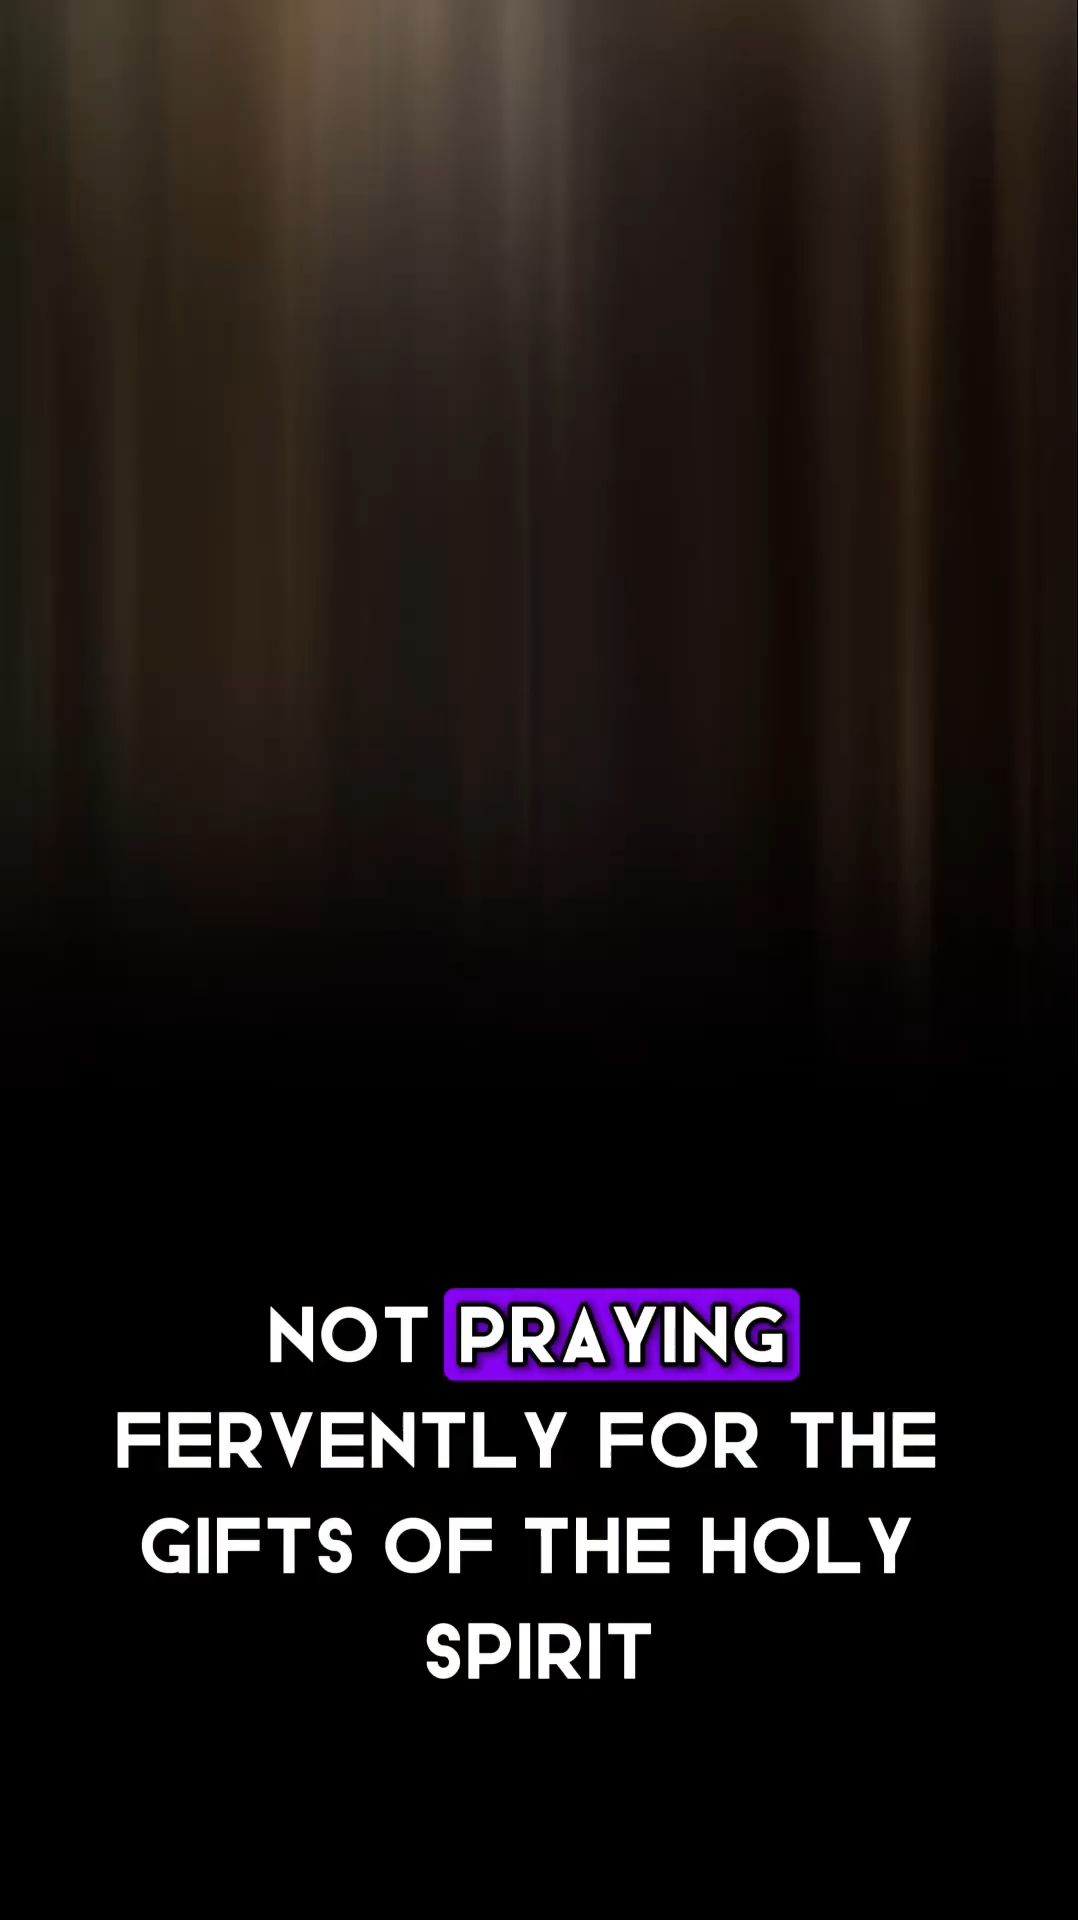 NOT PRAYING
FERVENTLY FOR THE
GIFTS OF THE HOLY
SPIRIT